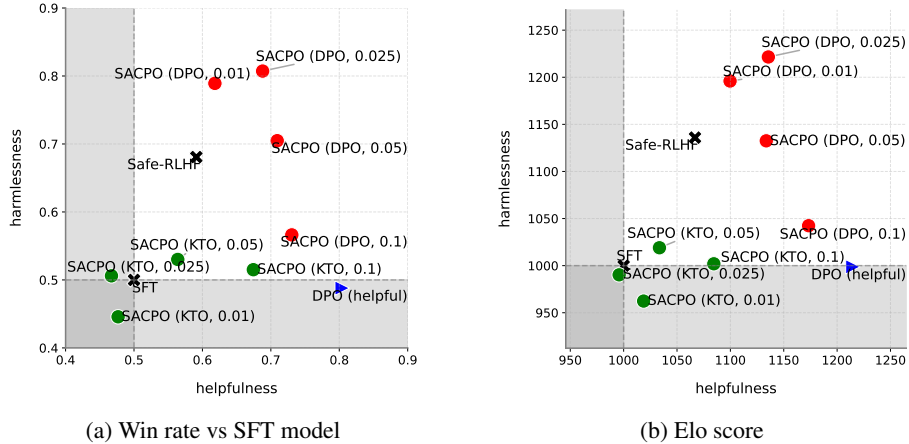 0.9
SACPO (DPO, 0.025)
SACPO (DPO, 0.01)
0.8
0.7
Safe-RLHF
SACPO (DPO, 0.05)
0.6
SACPO (KTO, 0.05)
SACPO (DPO, 0.1)
SACPO (KTO, 0.025)
SACPO (KTO, 0.1)
0.5
SFT
DPO (helpful)
SACPO (KTO, 0.01)
0.4
harmlessness
0.4 0.5 0.6 0.7 0.8 0.9
helpfulness
(a) Win rate vs SFT model
1250
SACPO (DPO, 0.025)
SACPO (DPO, 0.01)
1200
1150
Safe-RLHF
SACPO (DPO, 0.05)
1100
1050
SACPO (KTO, 0.05)
SACPO (DPO, 0.1)
SFT
SACPO (KTO, 0.1)
1000
SACPO (KTO, 0.025)
DPO (helpful)
SACPO (KTO, 0.01)
950
harmlessness
950 1000 1050 1100 1150 1200 1250
helpfulness
(b) Elo score